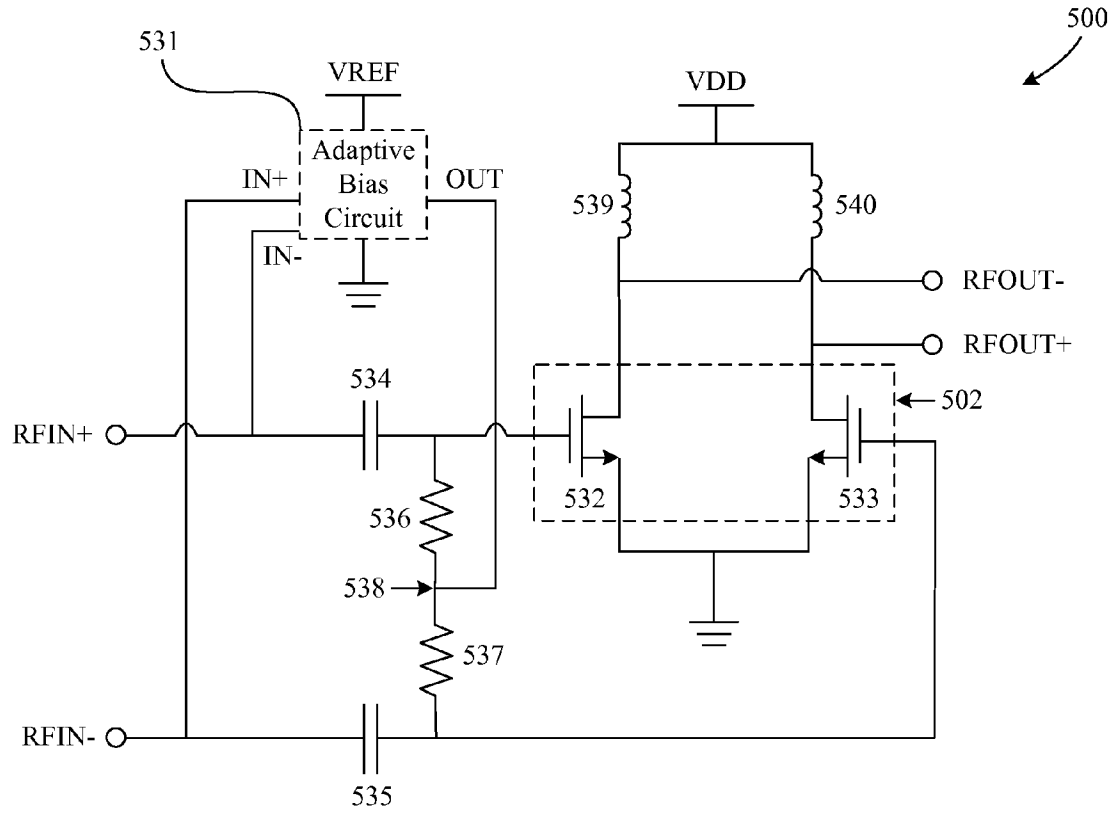 500
531
VREF
VDD
Adaptive
Bias
Circuit
IN+
OUT
IN-
539
540
RFOUT-
RFOUT+
534
502
RFIN+
532
533
536
538
537
RFIN-
535